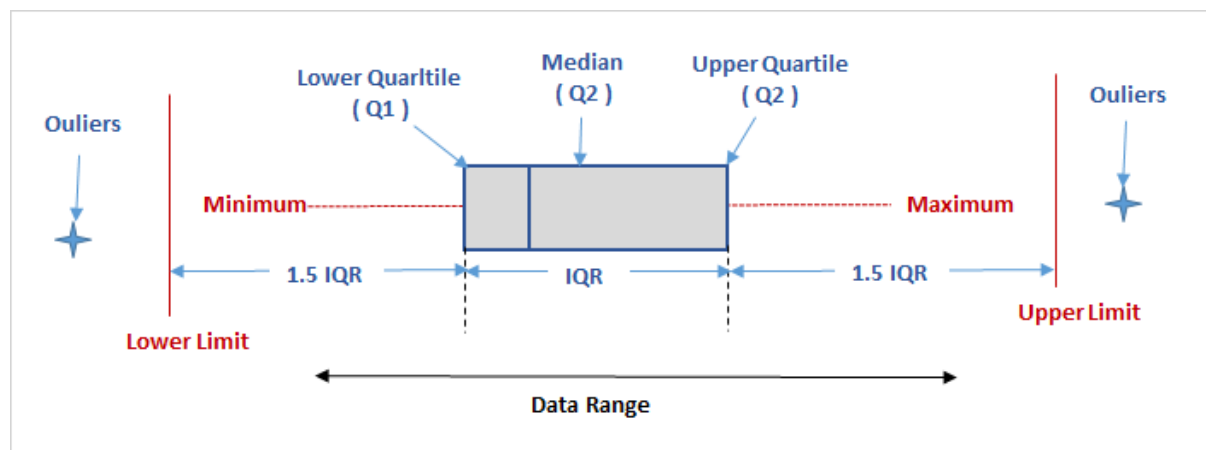 Lower Quarltile
( Q1 )
Median
( Q2 )
Upper Quartile
( Q2 )
Ouliers
Ouliers
Minimum
Maximum
1.5 IQR
IQR
1.5 IQR
Lower Limit
Upper Limit
Data Range